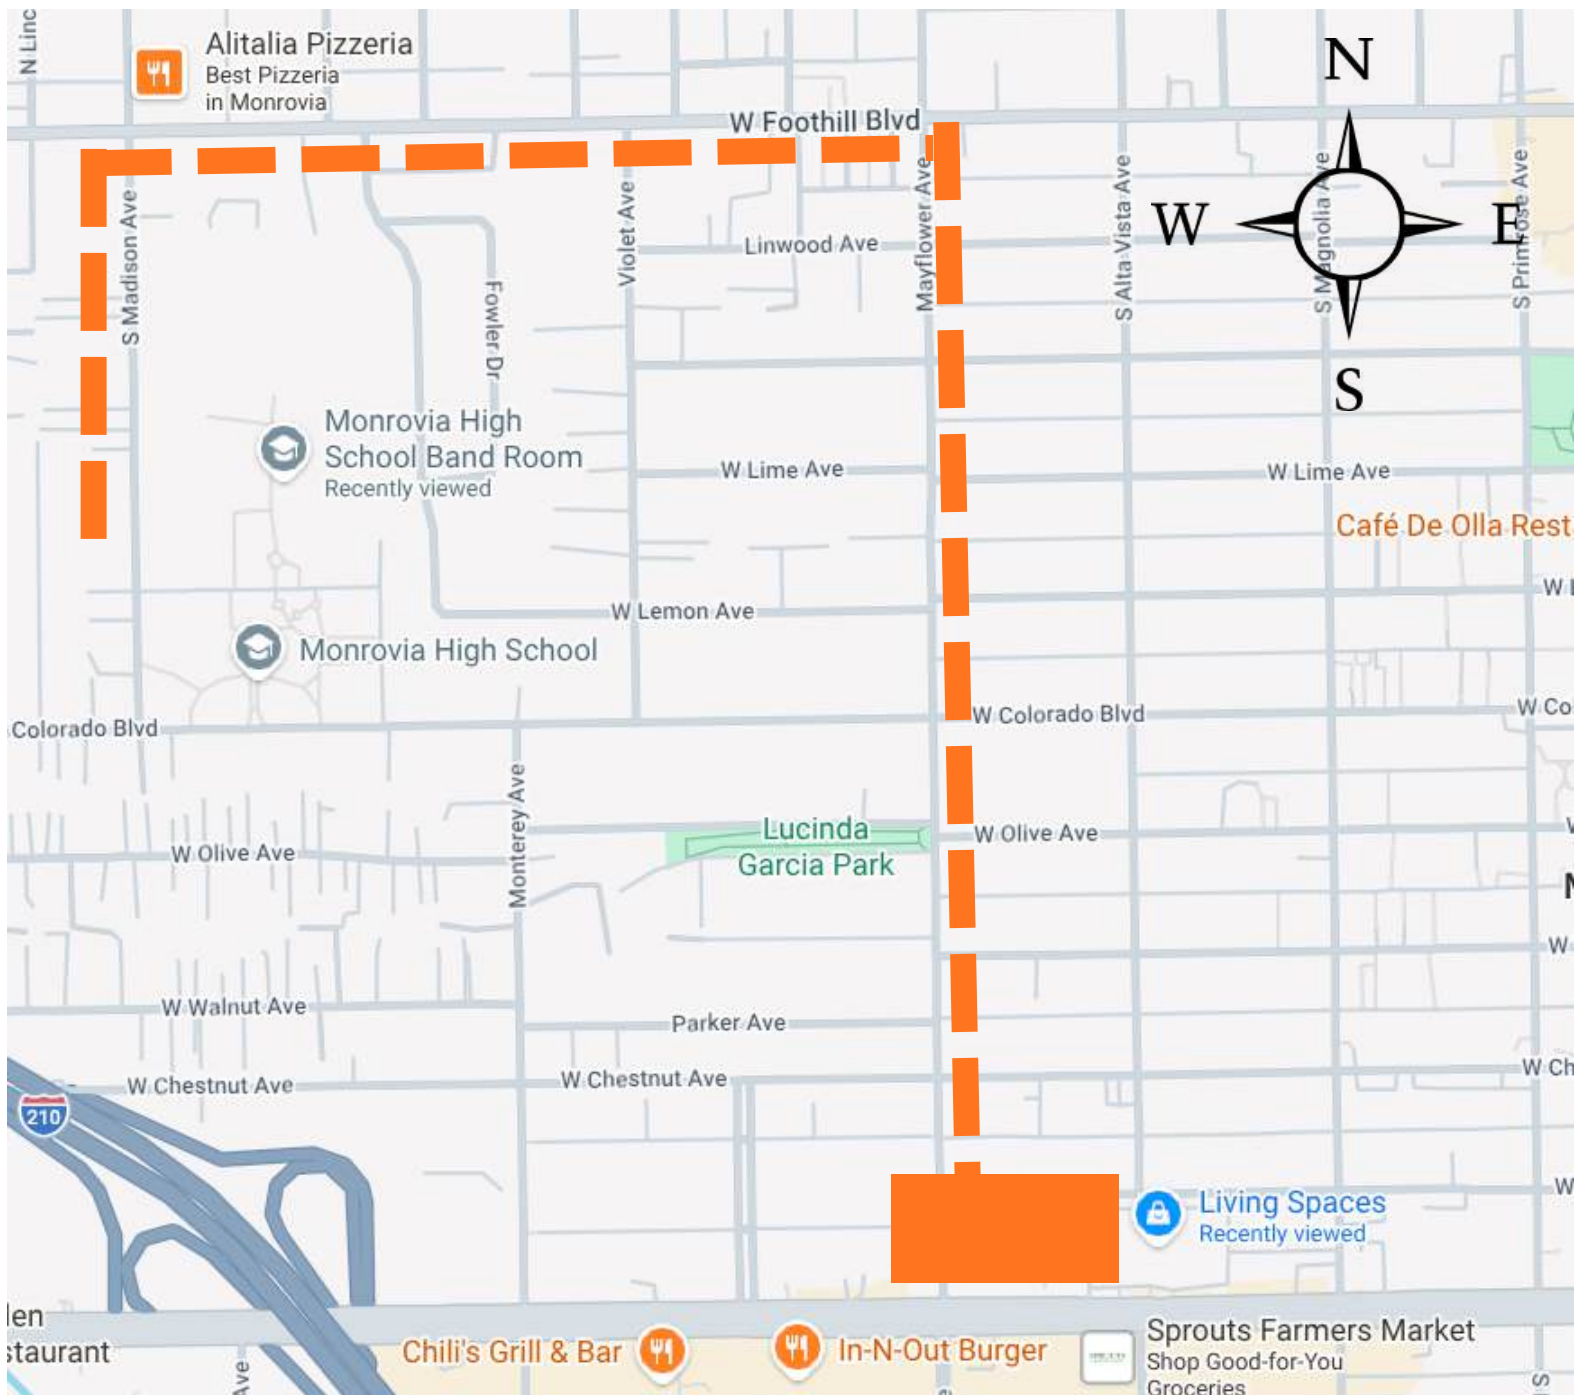 N Linc
Alitalia Pizzeria
Best Pizzeria
in Monrovia
W Foothill Blvd
N
W
E
S
S Madison Ave
Violet Ave
Fowler Dr
Linwood Ave
Mayflower Ave
S Alta Vista Ave
S Magnolia Ave
S Primrose Ave
Monrovia High
School Band Room
Recently viewed
W Lime Ave
W Lime Ave
Café De Olla Rest
W Lemon Ave
Monrovia High School
Colorado Blvd
W Colorado Blvd
W Co
Monterey Ave
Lucinda
Garcia Park
W Olive Ave
W Olive Ave
W
W Walnut Ave
Parker Ave
W Chestnut Ave
W Chestnut Ave
W Ch
210
Living Spaces
Recently viewed
W
len
staurant
Chili's Grill & Bar
In-N-Out Burger
Sprouts Farmers Market
Shop Good-for-You
Groceries
Ave
S